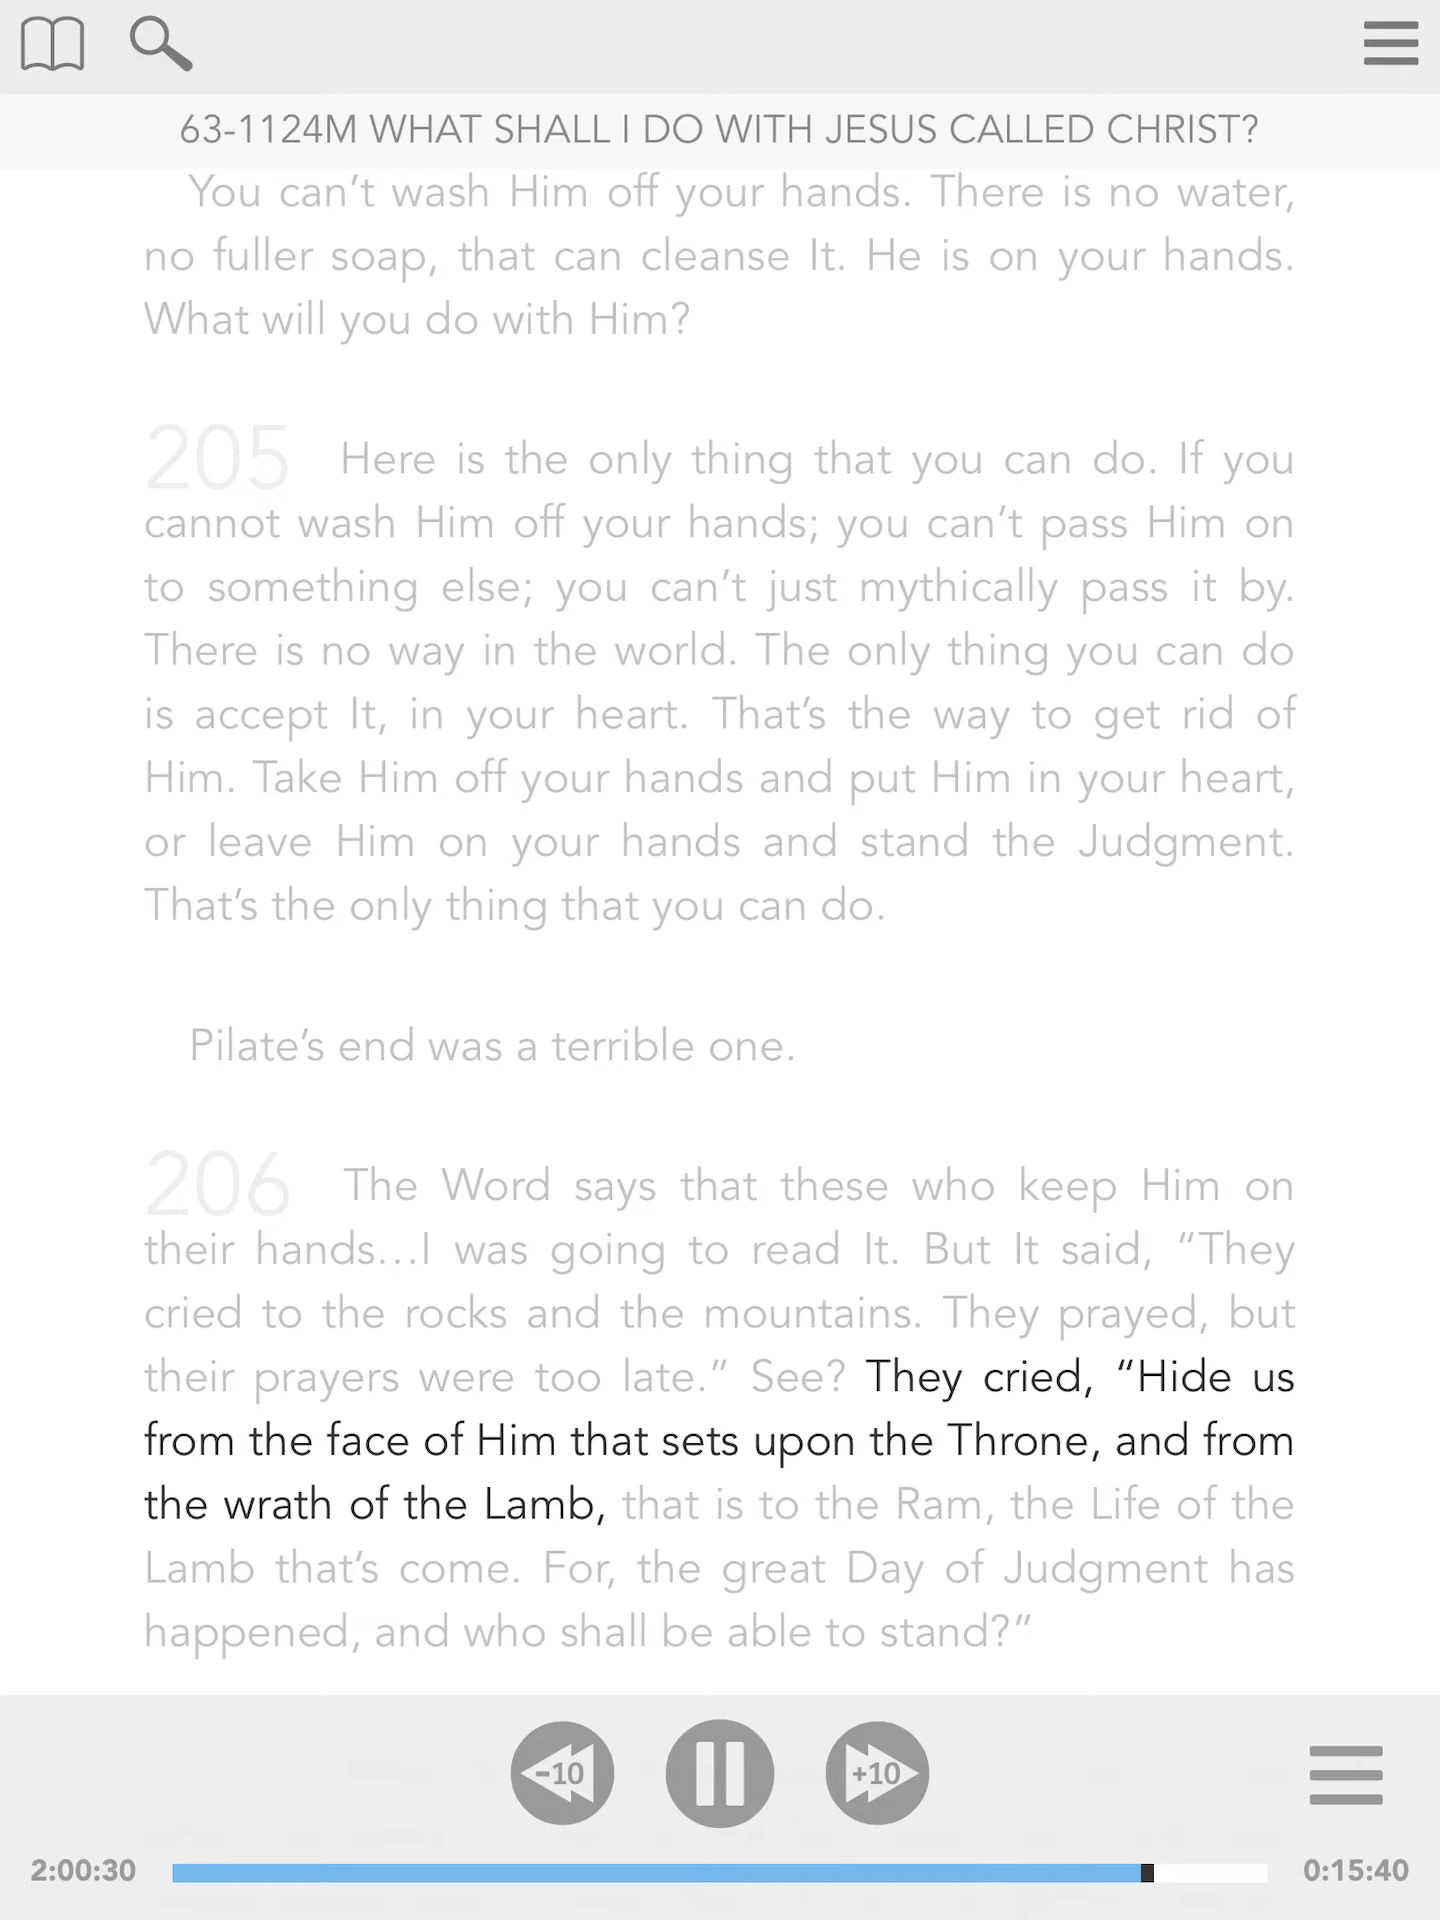 63-1124M WHAT SHALL I DO WITH JESUS CALLED CHRIST?
You can’t wash Him off your hands. There is no water,
no fuller soap, that can cleanse It. He is on your hands.
What will you do with Him?
205 Here is the only thing that you can do. If you
cannot wash Him off your hands; you can’t pass Him on
to something else; you can’t just mythically pass it by.
There is no way in the world. The only thing you can do
is accept It, in your heart. That’s the way to get rid of
Him. Take Him off your hands and put Him in your heart,
or leave Him on your hands and stand the Judgment.
That’s the only thing that you can do.
Pilate’s end was a terrible one.
206 The Word says that these who keep Him on
their hands…I was going to read It. But It said, “They
cried to the rocks and the mountains. They prayed, but
their prayers were too late.” See? They cried, “Hide us
from the face of Him that sets upon the Throne, and from
the wrath of the Lamb, that is to the Ram, the Life of the
Lamb that’s come. For, the great Day of Judgment has
happened, and who shall be able to stand?”
-10 +10
2:00:30 0:15:40